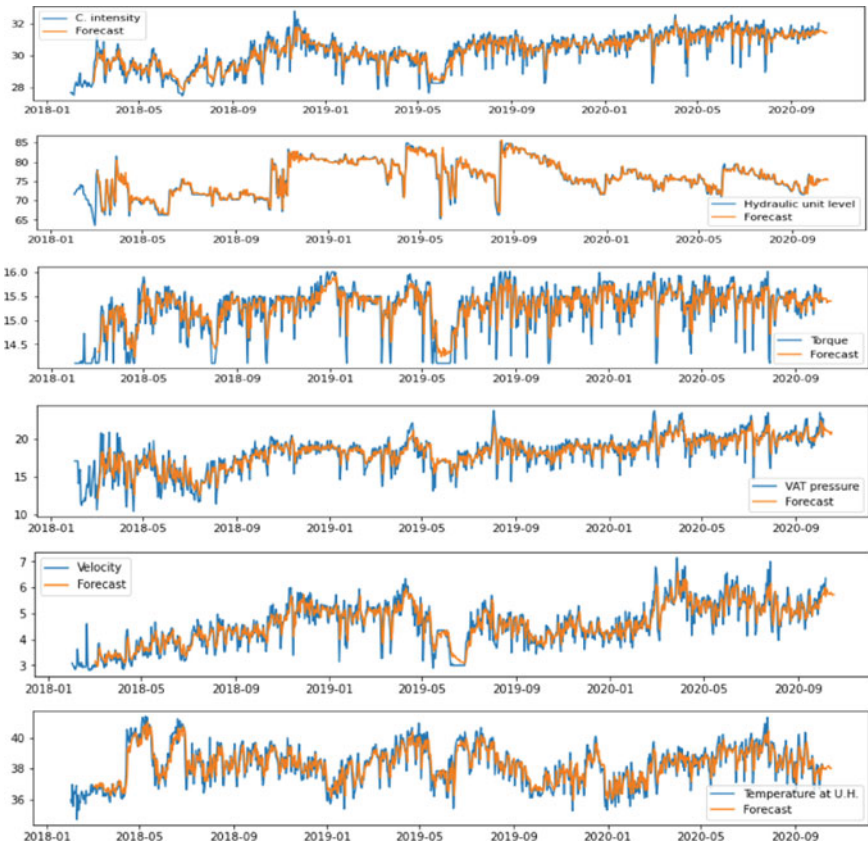 C. intensity
Forecast
32
30
28
2018-01 2018-05 2018-09 2019-01 2019-05 2019-09 2020-01 2020-05 2020-09
85
80
75
70
65
Hydraulic unit level
Forecast
2018-01 2018-05 2018-09 2019-01 2019-05 2019-09 2020-01 2020-05 2020-09
16.0
15.5
15.0
14.5
Torque
Forecast
2018-01 2018-05 2018-09 2019-01 2019-05 2019-09 2020-01 2020-05 2020-09
20
15
10
VAT pressure
Forecast
2018-01 2018-05 2018-09 2019-01 2019-05 2019-09 2020-01 2020-05 2020-09
Velocity
Forecast
7
6
5
4
3
2018-01 2018-05 2018-09 2019-01 2019-05 2019-09 2020-01 2020-05 2020-09
40
38
36
Temperature at U.H.
Forecast
2018-01 2018-05 2018-09 2019-01 2019-05 2019-09 2020-01 2020-05 2020-09